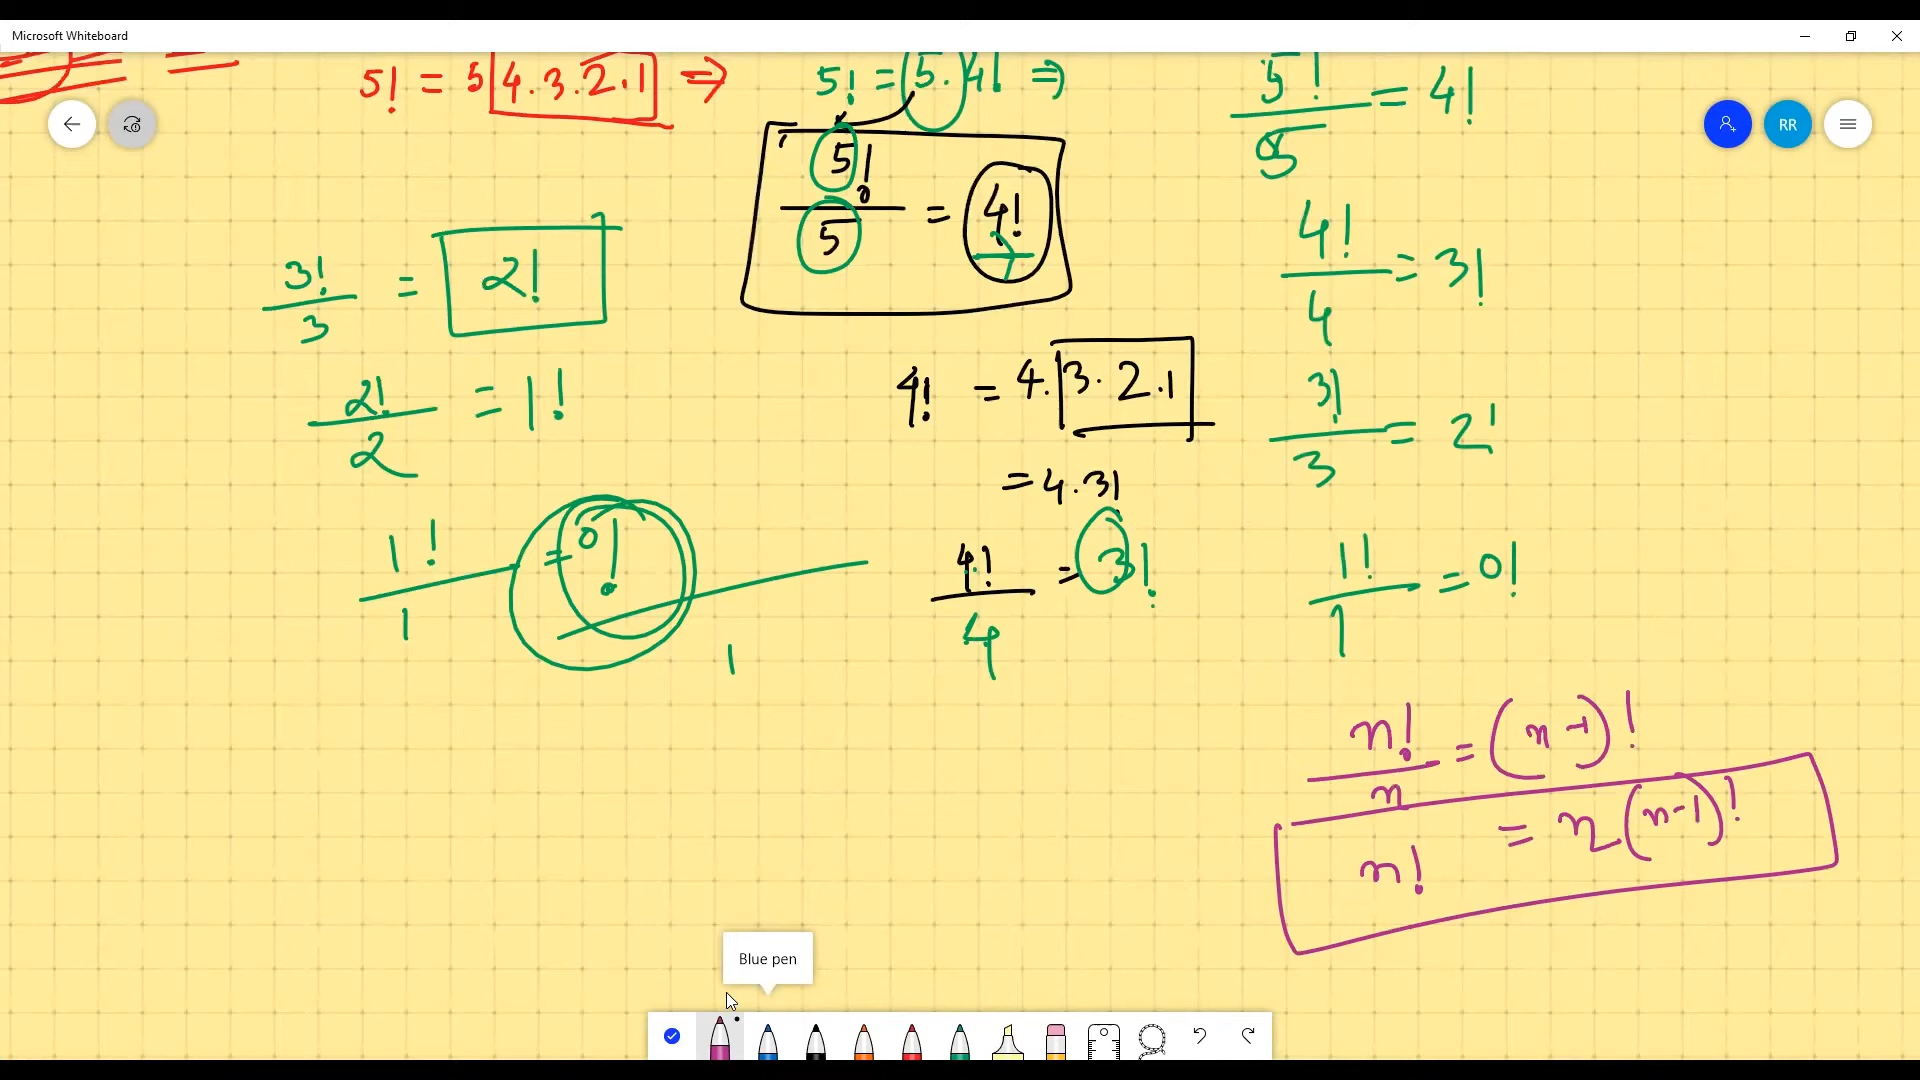 Microsoft Whiteboard
5! = 5 4.3.2.1 ⇒
5! = 5.4! ⇒
5!/5 = 4!
RR
5!/5 = 4!
4!/4 = 3!
3!/3 = 2!
4! = 4.3.2.1
3!/3 = 2!
2!/2 = 1!
= 4.3!
1!/1 = 0!
1
4!/4 = 3!
1!/1 = 0!
n!/n = (n-1)!
n! = n(n-1)!
Blue pen